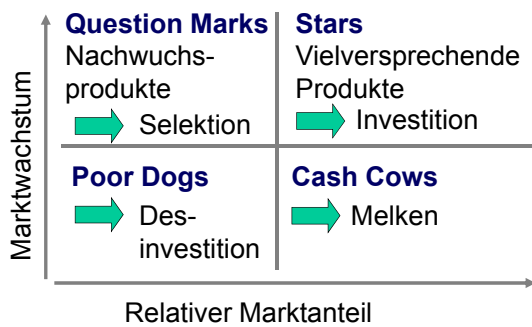 Question Marks
Nachwuchs-
produkte
Selektion
Stars
Vielversprechende
Produkte
Investition
Poor Dogs
Des-
investition
Cash Cows
Melken
Marktwachstum
Relativer Marktanteil